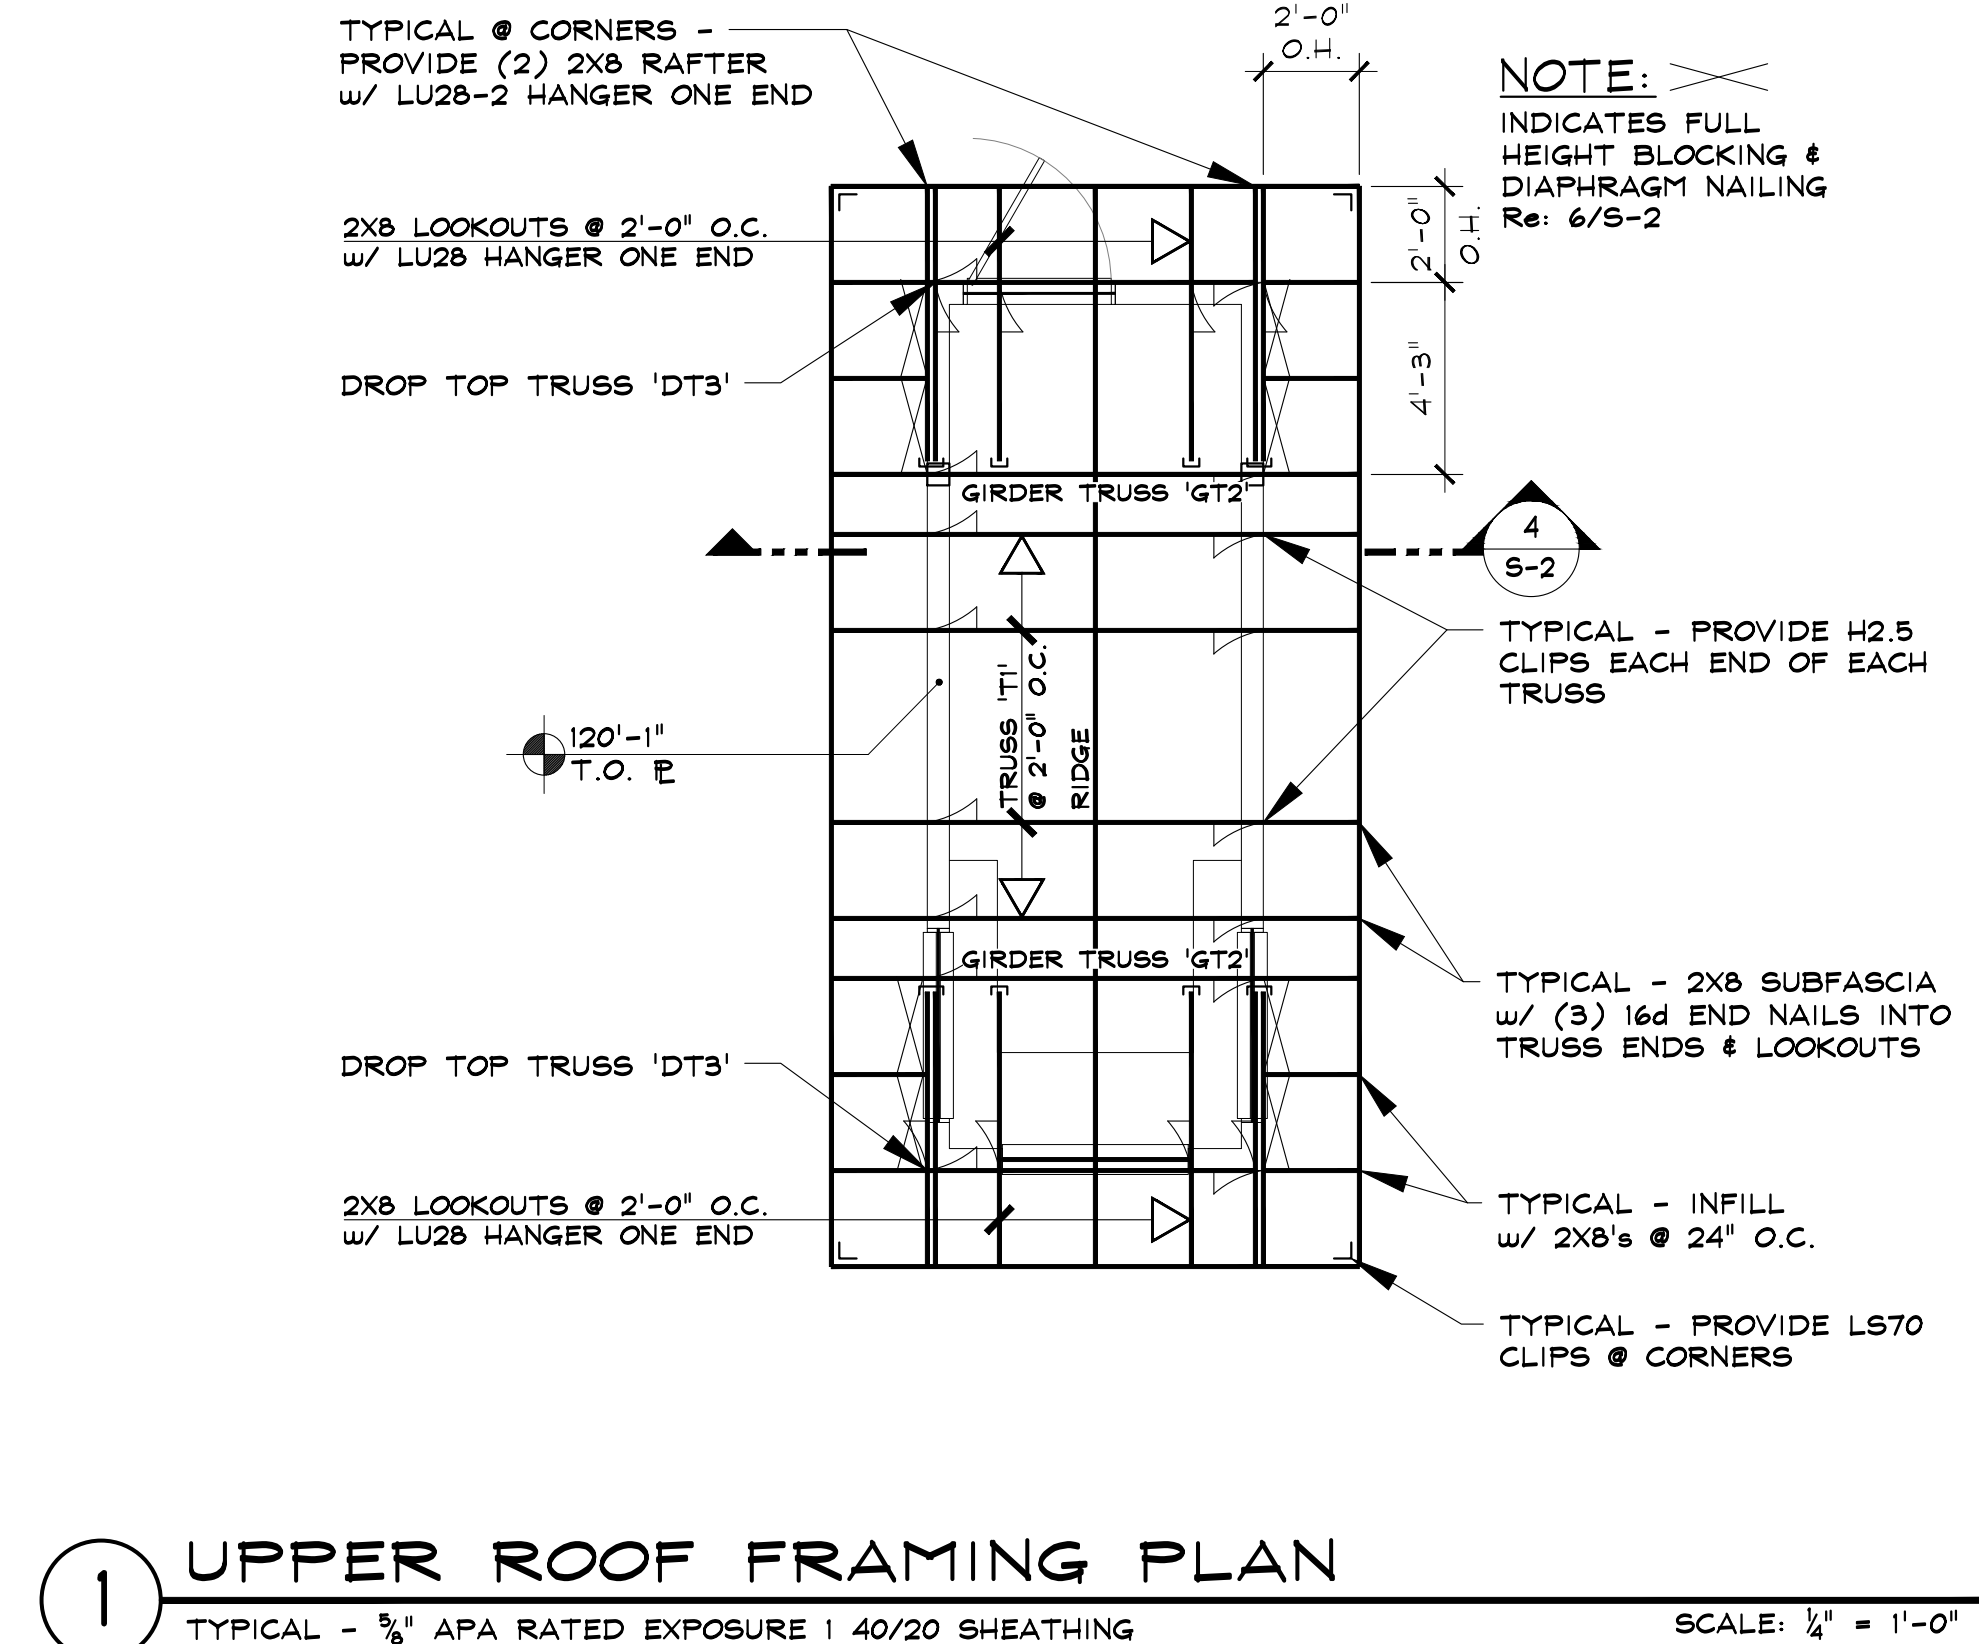 TYPICAL @ CORNERS -
PROVIDE (2) 2X8 RAFTER
w/ LU28-2 HANGER ONE END
2'-0"
O.H.
NOTE:
INDICATES FULL
HEIGHT BLOCKING &
DIAPHRAGM NAILING
Re: 6/S-2
2X8 LOOKOUTS @ 2'-0" O.C.
w/ LU28 HANGER ONE END
2'-0"
O.H.
4'-3"
DROP TOP TRUSS 'DT3'
GIRDER TRUSS 'GT2'
4
S-2
TYPICAL - PROVIDE H2.5
CLIPS EACH END OF EACH
TRUSS
TRUSS 'T1'
@ 2'-0" O.C.
RIDGE
120'-1"
T.O. PL
GIRDER TRUSS 'GT2'
TYPICAL - 2X8 SUBFASCIA
w/ (3) 16d END NAILS INTO
TRUSS ENDS & LOOKOUTS
DROP TOP TRUSS 'DT3'
2X8 LOOKOUTS @ 2'-0" O.C.
w/ LU28 HANGER ONE END
TYPICAL - INFILL
w/ 2X8's @ 24" O.C.
TYPICAL - PROVIDE LS70
CLIPS @ CORNERS
1
UPPER ROOF FRAMING PLAN
TYPICAL - 5/8" APA RATED EXPOSURE 1 40/20 SHEATHING
SCALE: 1/4" = 1'-0"